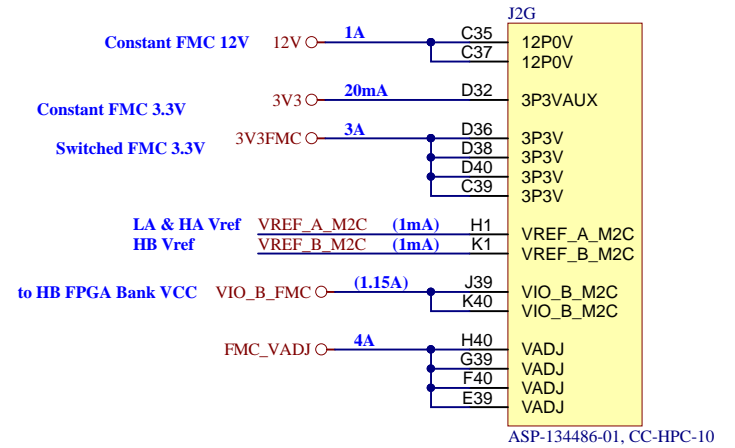 J2G
Constant FMC 12V 12V 1A C35 12P0V
C37 12P0V
Constant FMC 3.3V 3V3 20mA D32 3P3VAUX
Switched FMC 3.3V 3V3FMC 3A D36 3P3V
D38 3P3V
D40 3P3V
C39 3P3V
LA & HA Vref VREF_A_M2C (1mA) H1 VREF_A_M2C
HB Vref VREF_B_M2C (1mA) K1 VREF_B_M2C
to HB FPGA Bank VCC VIO_B_FMC (1.15A) J39 VIO_B_M2C
K40 VIO_B_M2C
FMC_VADJ 4A H40 VADJ
G39 VADJ
F40 VADJ
E39 VADJ
ASP-134486-01, CC-HPC-10